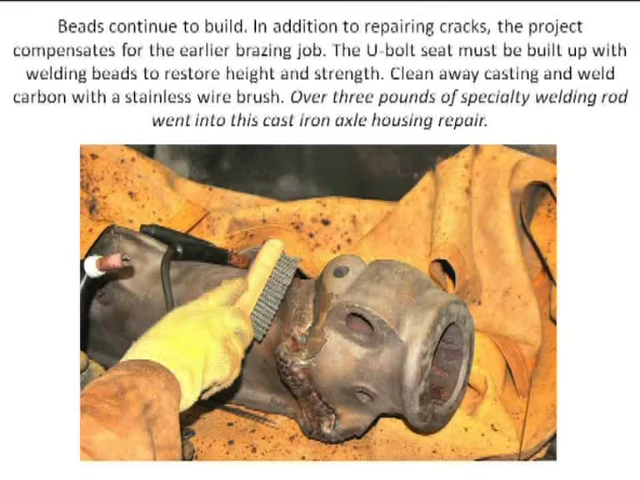 Beads continue to build. In addition to repairing cracks, the project
compensates for the earlier brazing job. The U-bolt seat must be built up with
welding beads to restore height and strength. Clean away casting and weld
carbon with a stainless wire brush. Over three pounds of specialty welding rod
went into this cast iron axle housing repair.